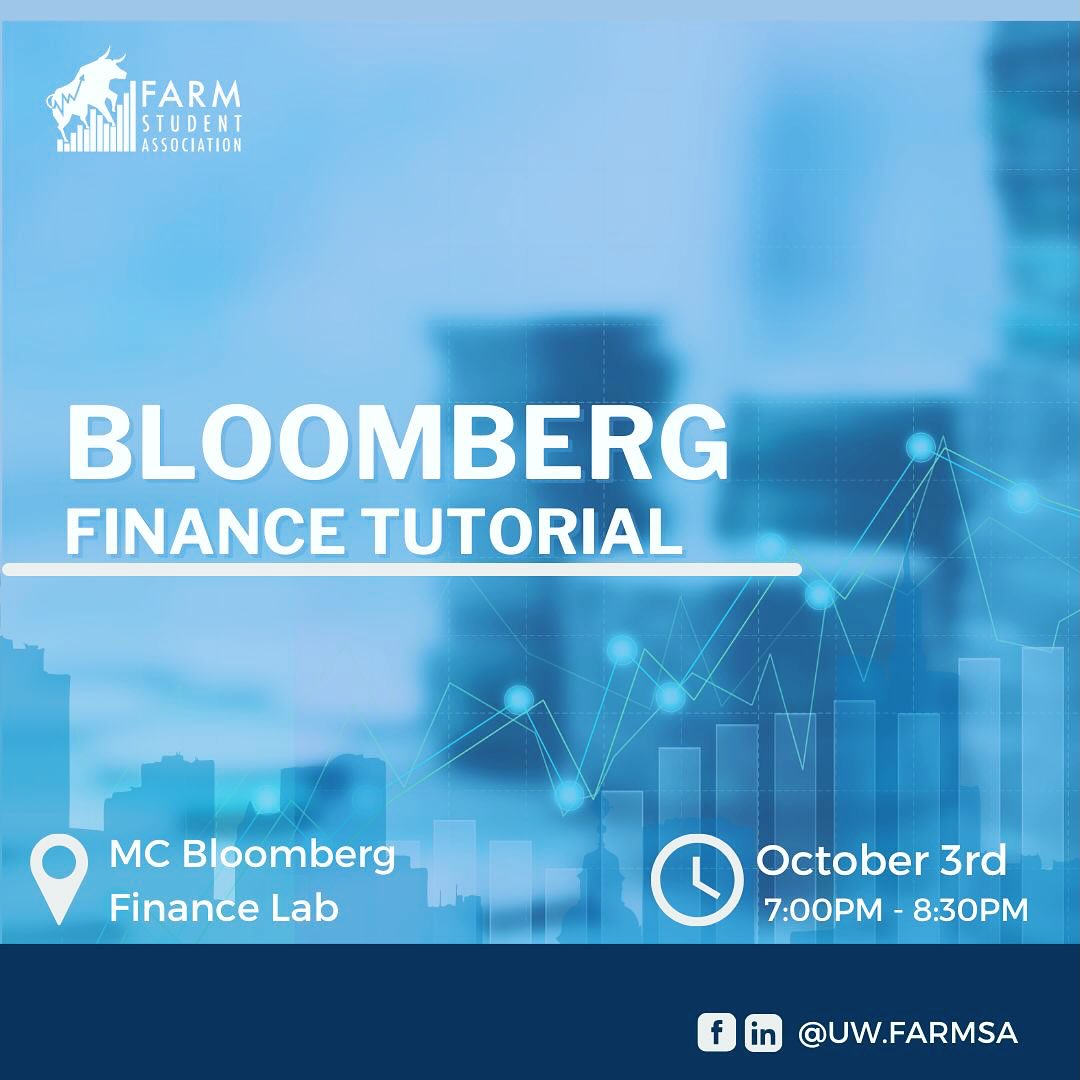 FARM
STUDENT
ASSOCIATION
BLOOMBERG
FINANCE TUTORIAL
MC Bloomberg
Finance Lab
October 3rd
7:00PM - 8:30PM
@UW.FARMSA